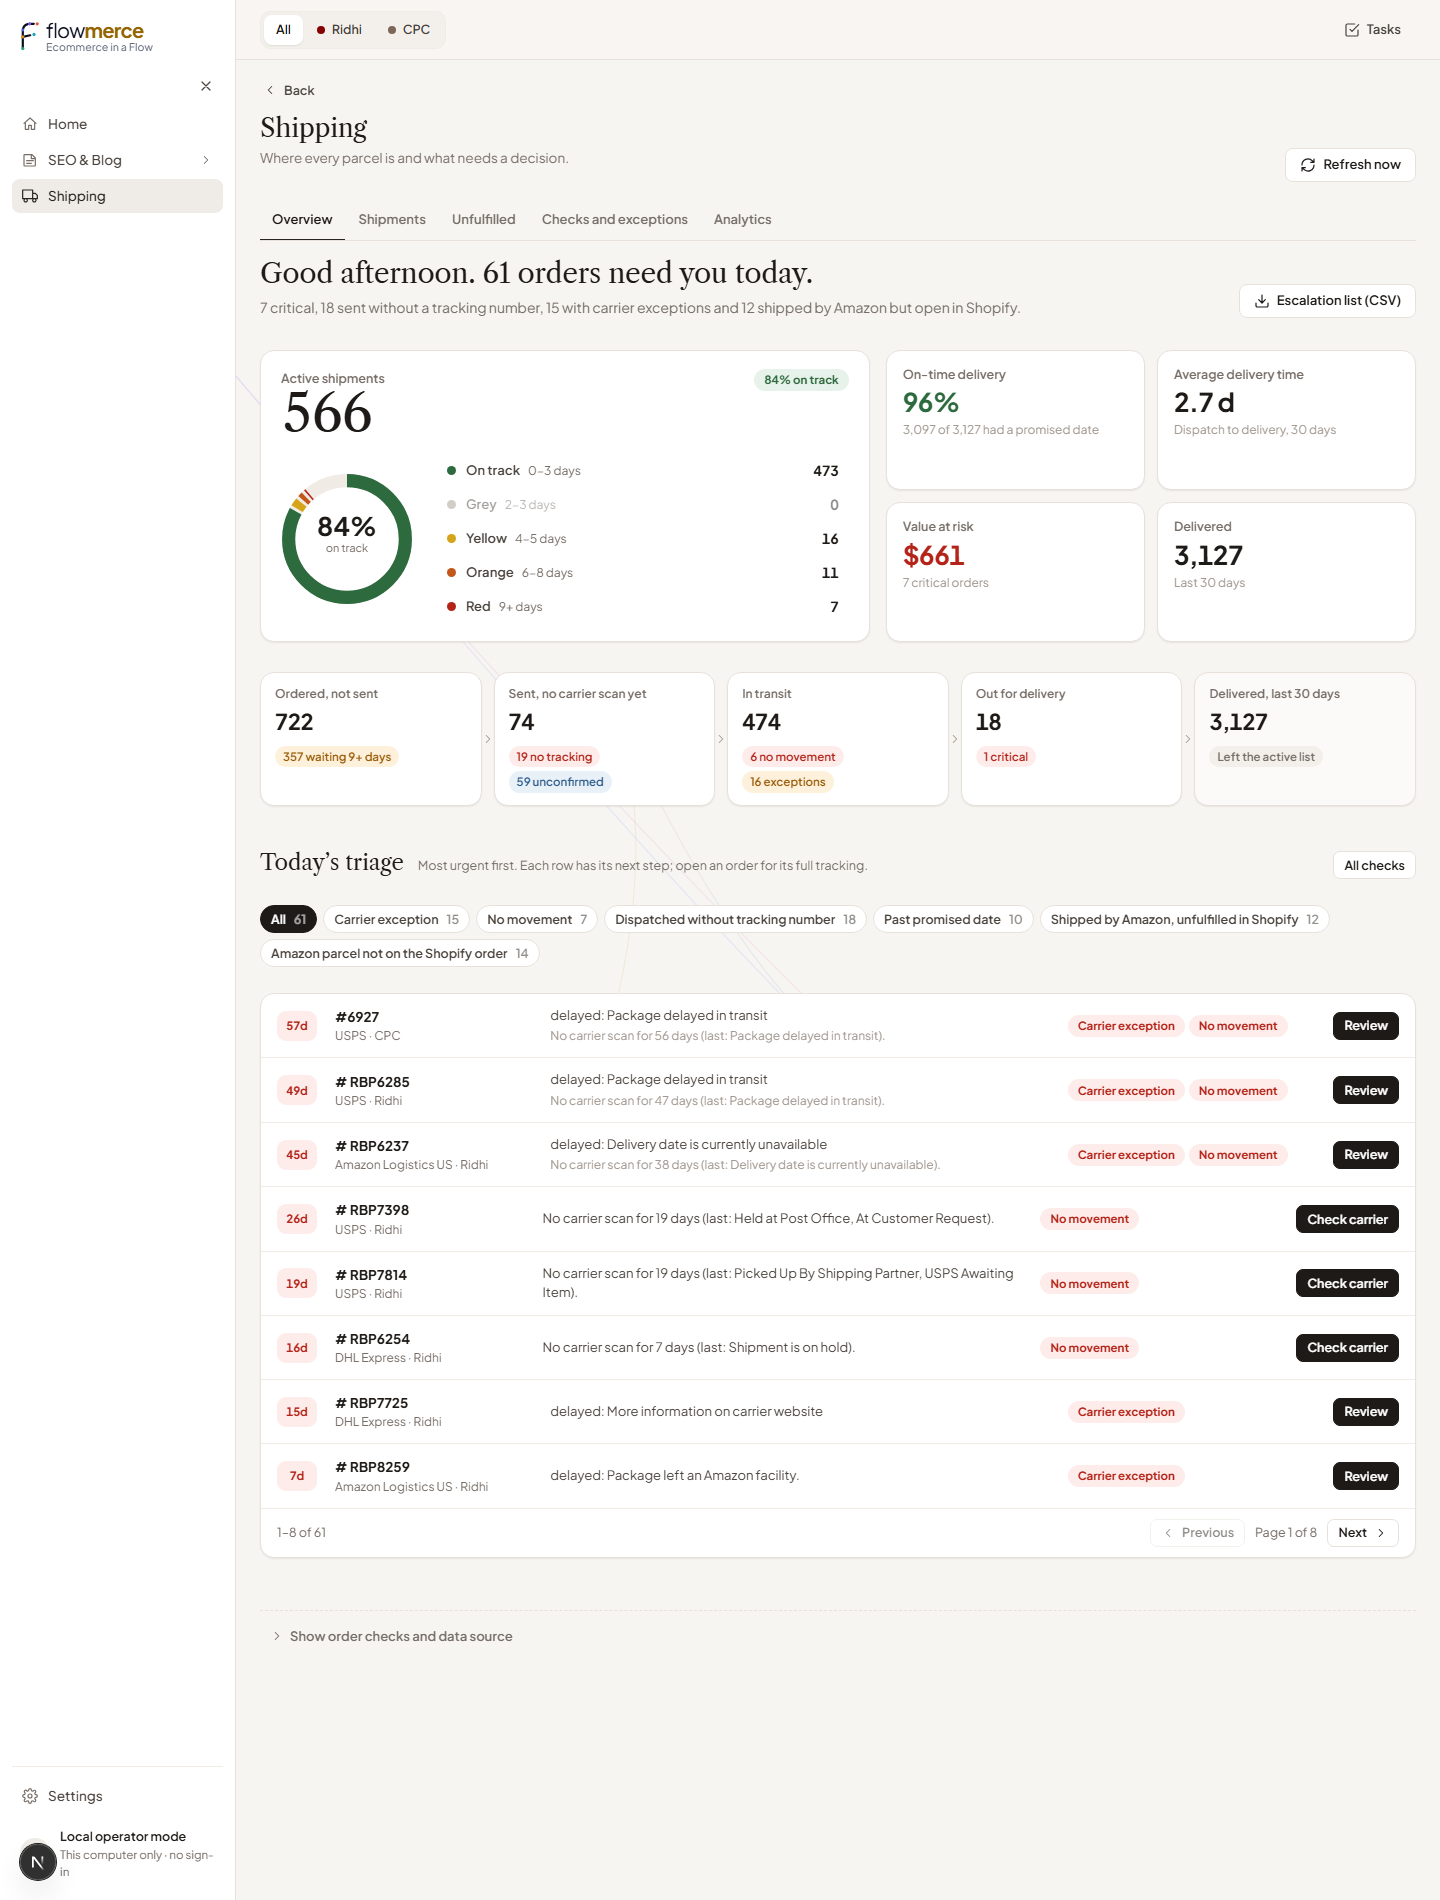 flowmerce
Ecommerce in a Flow
Home
SEO & Blog
Shipping
Settings
Local operator mode
This computer only · no sign-
in
N
All
Ridhi
CPC
Tasks
Back
Shipping
Where every parcel is and what needs a decision.
Refresh now
Overview
Shipments
Unfulfilled
Checks and exceptions
Analytics
Good afternoon. 61 orders need you today.
7 critical, 18 sent without a tracking number, 15 with carrier exceptions and 12 shipped by Amazon but open in Shopify.
Escalation list (CSV)
Active shipments
566
84% on track
84%
on track
On track 0–3 days 473
Grey 2–3 days 0
Yellow 4–5 days 16
Orange 6–8 days 11
Red 9+ days 7
On-time delivery
96%
3,097 of 3,127 had a promised date
Average delivery time
2.7 d
Dispatch to delivery, 30 days
Value at risk
$661
7 critical orders
Delivered
3,127
Last 30 days
Ordered, not sent
722
357 waiting 9+ days
Sent, no carrier scan yet
74
19 no tracking
59 unconfirmed
In transit
474
6 no movement
16 exceptions
Out for delivery
18
1 critical
Delivered, last 30 days
3,127
Left the active list
Today’s triage
Most urgent first. Each row has its next step; open an order for its full tracking.
All checks
All 61
Carrier exception 15
No movement 7
Dispatched without tracking number 18
Past promised date 10
Shipped by Amazon, unfulfilled in Shopify 12
Amazon parcel not on the Shopify order 14
57d
#6927
USPS · CPC
delayed: Package delayed in transit
No carrier scan for 56 days (last: Package delayed in transit).
Carrier exception
No movement
Review
49d
# RBP6285
USPS · Ridhi
delayed: Package delayed in transit
No carrier scan for 47 days (last: Package delayed in transit).
Carrier exception
No movement
Review
45d
# RBP6237
Amazon Logistics US · Ridhi
delayed: Delivery date is currently unavailable
No carrier scan for 38 days (last: Delivery date is currently unavailable).
Carrier exception
No movement
Review
26d
# RBP7398
USPS · Ridhi
No carrier scan for 19 days (last: Held at Post Office, At Customer Request).
No movement
Check carrier
19d
# RBP7814
USPS · Ridhi
No carrier scan for 19 days (last: Picked Up By Shipping Partner, USPS Awaiting
Item).
No movement
Check carrier
16d
# RBP6254
DHL Express · Ridhi
No carrier scan for 7 days (last: Shipment is on hold).
No movement
Check carrier
15d
# RBP7725
DHL Express · Ridhi
delayed: More information on carrier website
Carrier exception
Review
7d
# RBP8259
Amazon Logistics US · Ridhi
delayed: Package left an Amazon facility.
Carrier exception
Review
1–8 of 61
Previous
Page 1 of 8
Next
Show order checks and data source